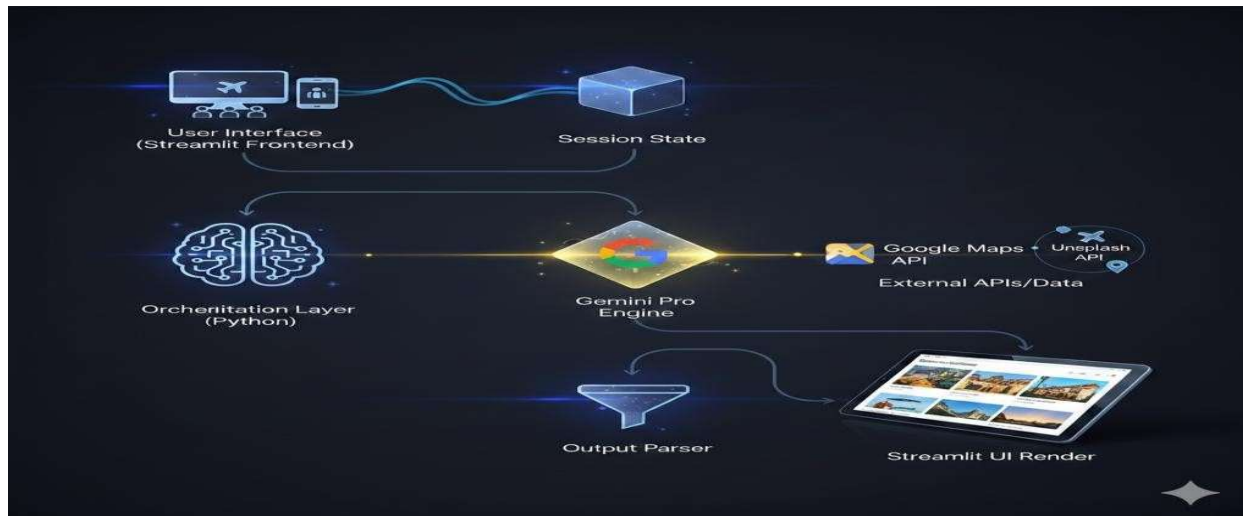 User Interface
(Streamlit Frontend)
Session State
Orchenitation Layer
(Python)
Gemini Pro
Engine
Google Maps
API
Unsplash
API
External APIs/Data
Output Parser
Streamlit UI Render